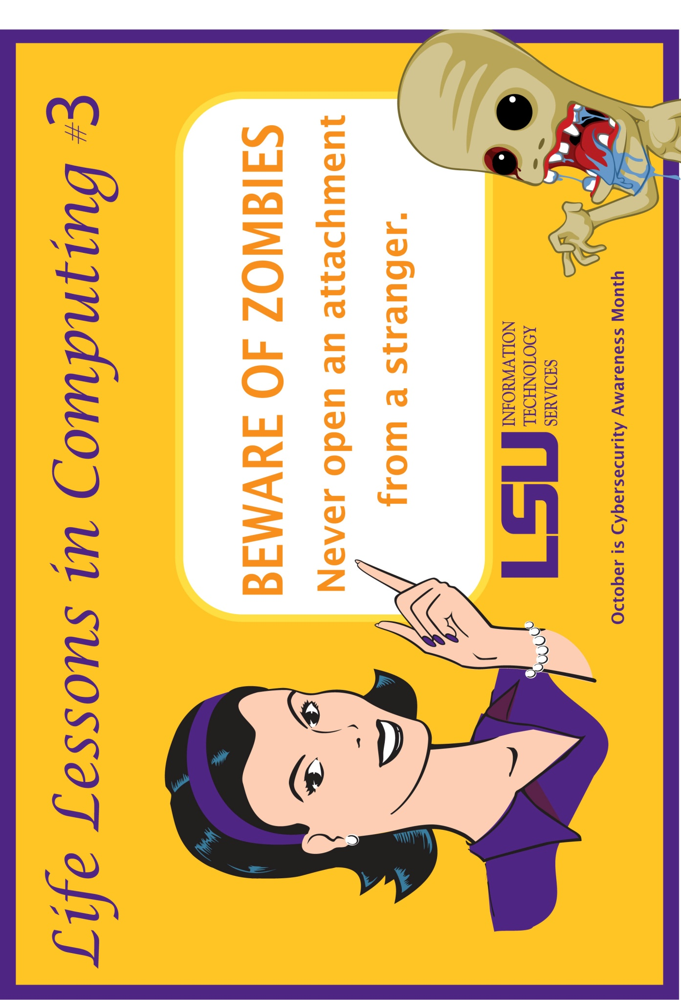 Life Lessons in Computing #3
BEWARE OF ZOMBIES
Never open an attachment
from a stranger.
LSU
INFORMATION
TECHNOLOGY
SERVICES
October is Cybersecurity Awareness Month